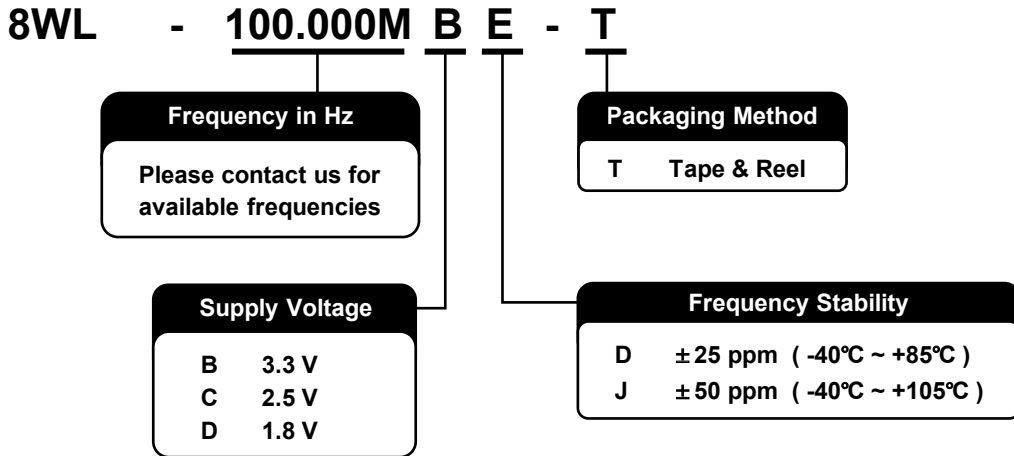 8WL - 100.000M B E - T
Frequency in Hz
Please contact us for
available frequencies
Packaging Method
T Tape & Reel
Supply Voltage
B 3.3 V
C 2.5 V
D 1.8 V
Frequency Stability
D ±25 ppm ( -40℃ ~ +85℃ )
J ±50 ppm ( -40℃ ~ +105℃ )